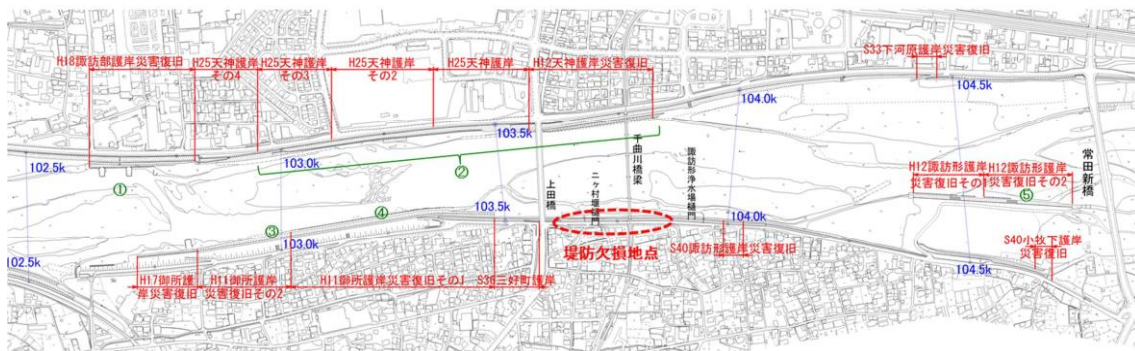 S33下河原護岸災害復旧
H18諏訪部護岸災害復旧
H25天神護岸
その4
H25天神護岸
その3
H25天神護岸
その2
H25天神護岸
H12天神護岸災害復旧
102.5k
103.0k
103.5k
104.0k
104.5k
①
②
③
④
⑤
上田橋
二ヶ村堰樋門
千曲川橋梁
諏訪形浄水場樋門
常田新橋
H12諏訪形護岸
災害復旧その1
H12諏訪形護岸
災害復旧その2
102.5k
103.0k
103.5k
104.0k
104.5k
堤防欠損地点
S40諏訪形護岸災害復旧
S40小牧下護岸
災害復旧
H17御所護
岸災害復旧
H11御所護岸
災害復旧その2
H11御所護岸災害復旧その1
S36三好町護岸